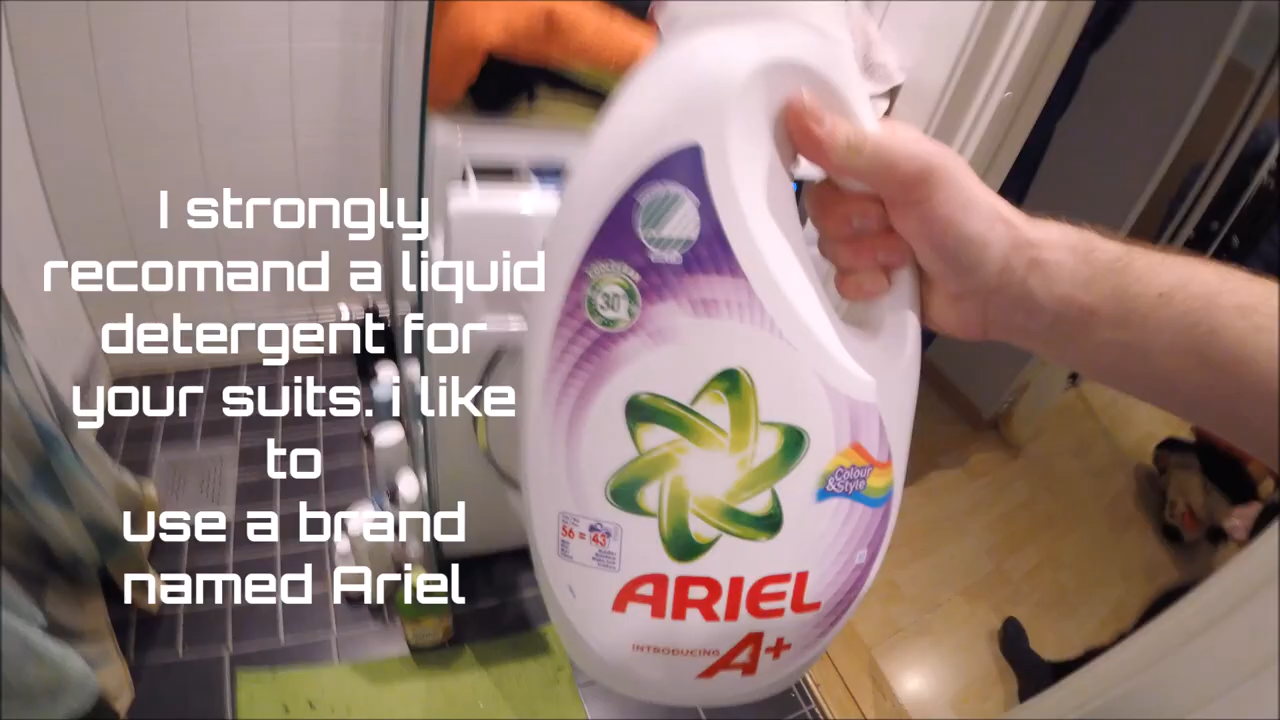 I strongly
recomand a liquid
detergent for
your suits. i like
to
use a brand
named Ariel
30°
Colour
&Style
56 = 43
ARIEL
INTRODUCING
A+